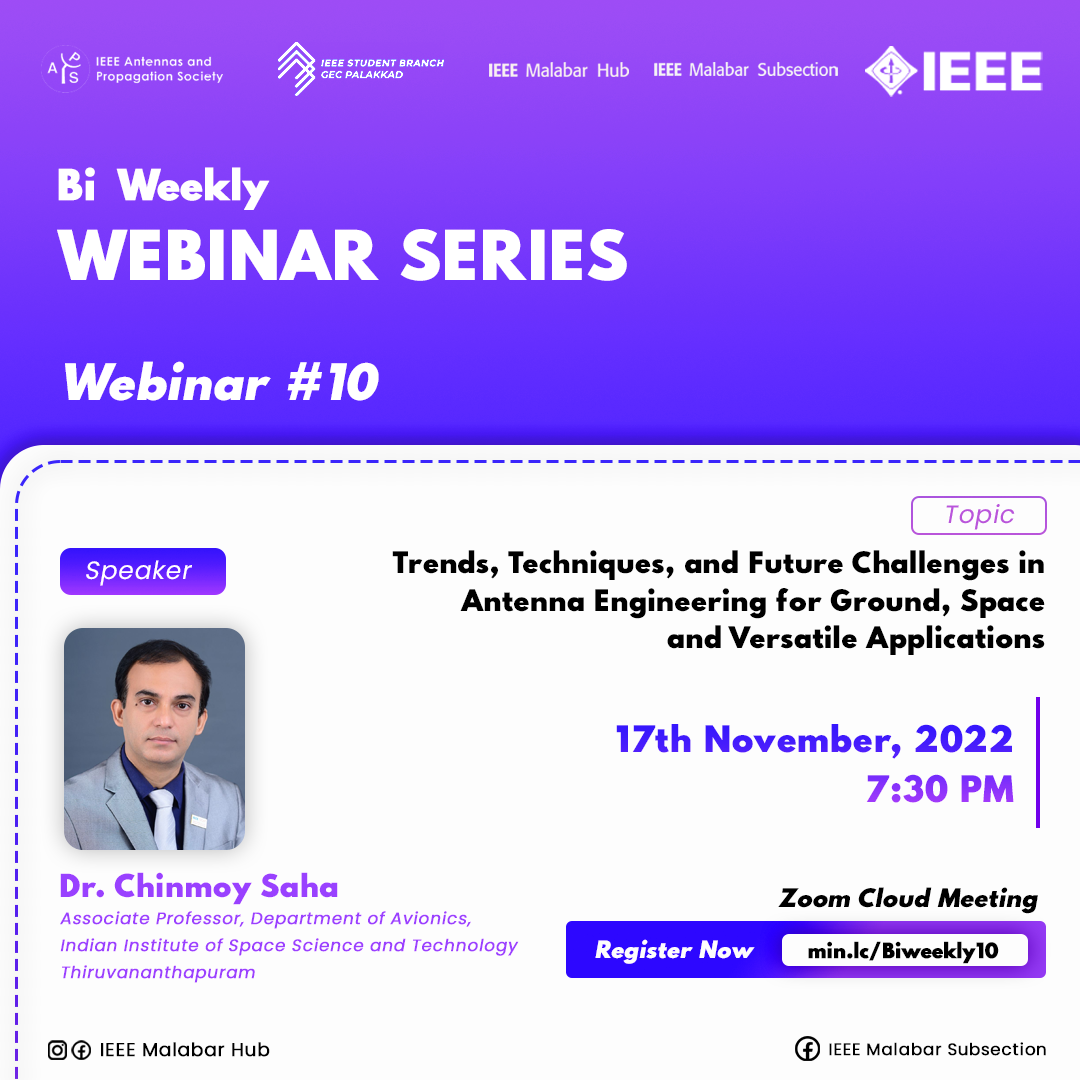 A P S
IEEE Antennas and
Propagation Society
IEEE STUDENT BRANCH
GEC PALAKKAD
IEEE Malabar Hub
IEEE Malabar Subsection
IEEE
Bi Weekly
WEBINAR SERIES
Webinar #10
Topic
Trends, Techniques, and Future Challenges in
Antenna Engineering for Ground, Space
and Versatile Applications
Speaker
17th November, 2022
7:30 PM
Dr. Chinmoy Saha
Associate Professor, Department of Avionics,
Indian Institute of Space Science and Technology
Thiruvananthapuram
Zoom Cloud Meeting
Register Now
min.lc/Biweekly10
IEEE Malabar Hub
IEEE Malabar Subsection